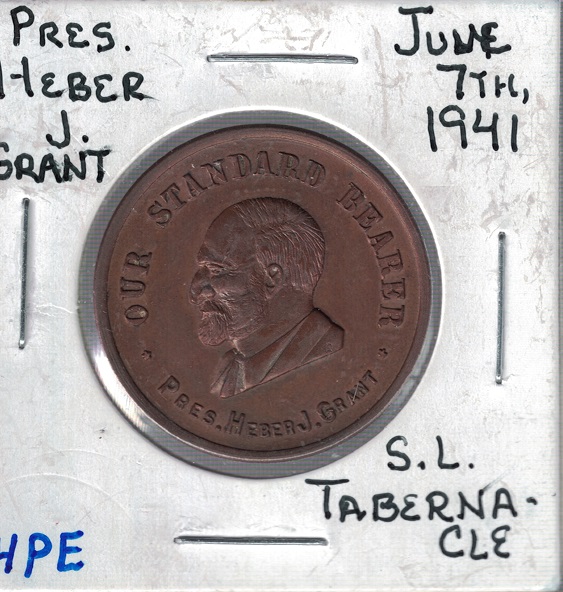 PRES.
HEBER
J.
GRANT
JUNE
7TH,
1941
OUR STANDARD BEARER
* PRES. HEBER J. GRANT *
S.L.
TABERNA-
CLE
HPE